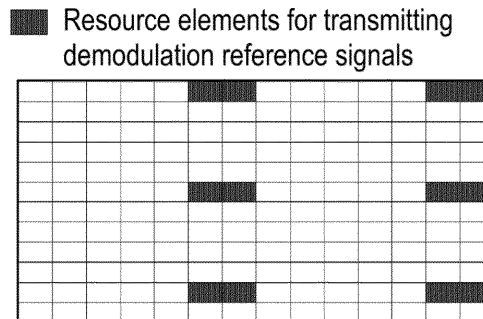 Resource elements for transmitting
demodulation reference signals